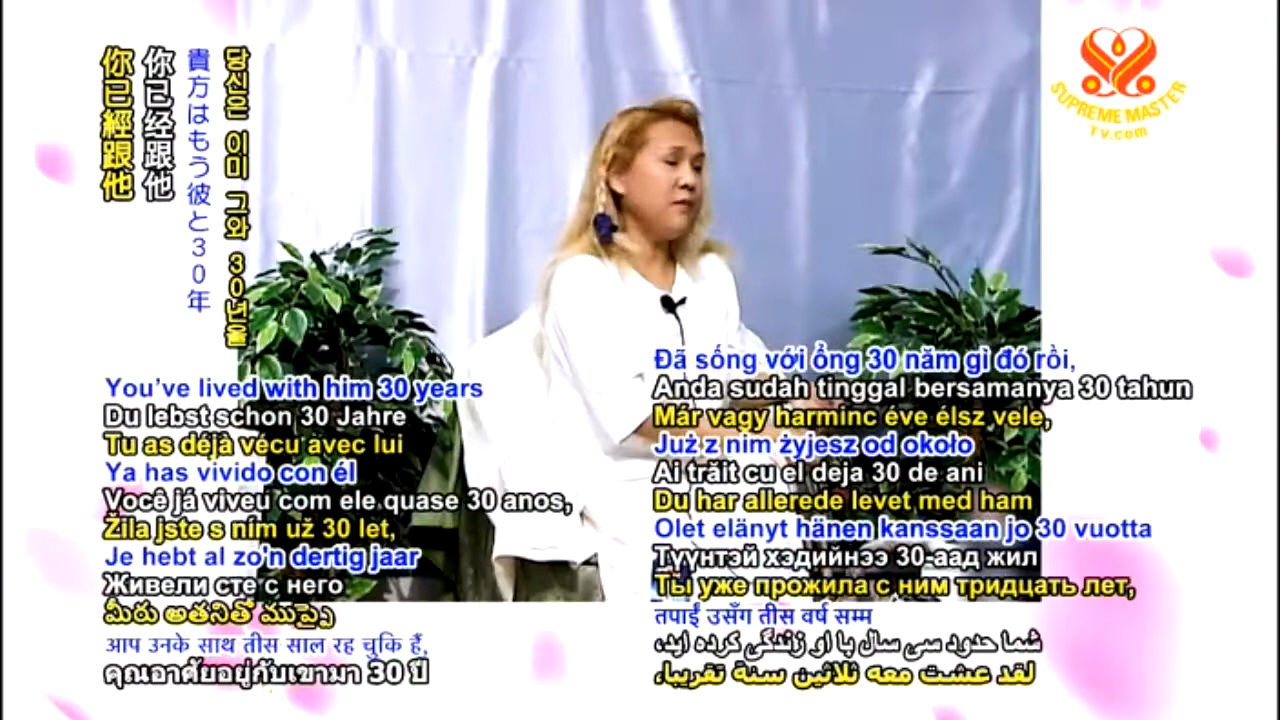 你已經跟他
你已经跟他
貴方はもう彼と30年
당신은 이미 그와 30년을
SUPREME MASTER
TV.com
You've lived with him 30 years
Du lebst schon 30 Jahre
Tu as déjà vécu avec lui
Ya has vivido con él
Você já viveu com ele quase 30 anos,
Žila jste s ním už 30 let,
Je hebt al zo'n dertig jaar
Живели сте с него
మీరు అతనితో ముప్పై
आप उनके साथ तीस साल रह चुकि हैं,
คุณอาศัยอยู่กับเขามา 30 ปี
Đã sống với ổng 30 năm gì đó rồi,
Anda sudah tinggal bersamanya 30 tahun
Már vagy harminc éve élsz vele,
Już z nim żyjesz od około
Ai trăit cu el deja 30 de ani
Du har allerede levet med ham
Olet elänyt hänen kanssaan jo 30 vuotta
Түүнтэй хэдийнээ 30-аад жил
Ты уже прожила с ним тридцать лет,
तपाईं उसँग तीस वर्ष सम्म
شما حدود سی سال با او زندگی کرده اید،
لقد عشت معه ثلاثين سنة تقريبا،